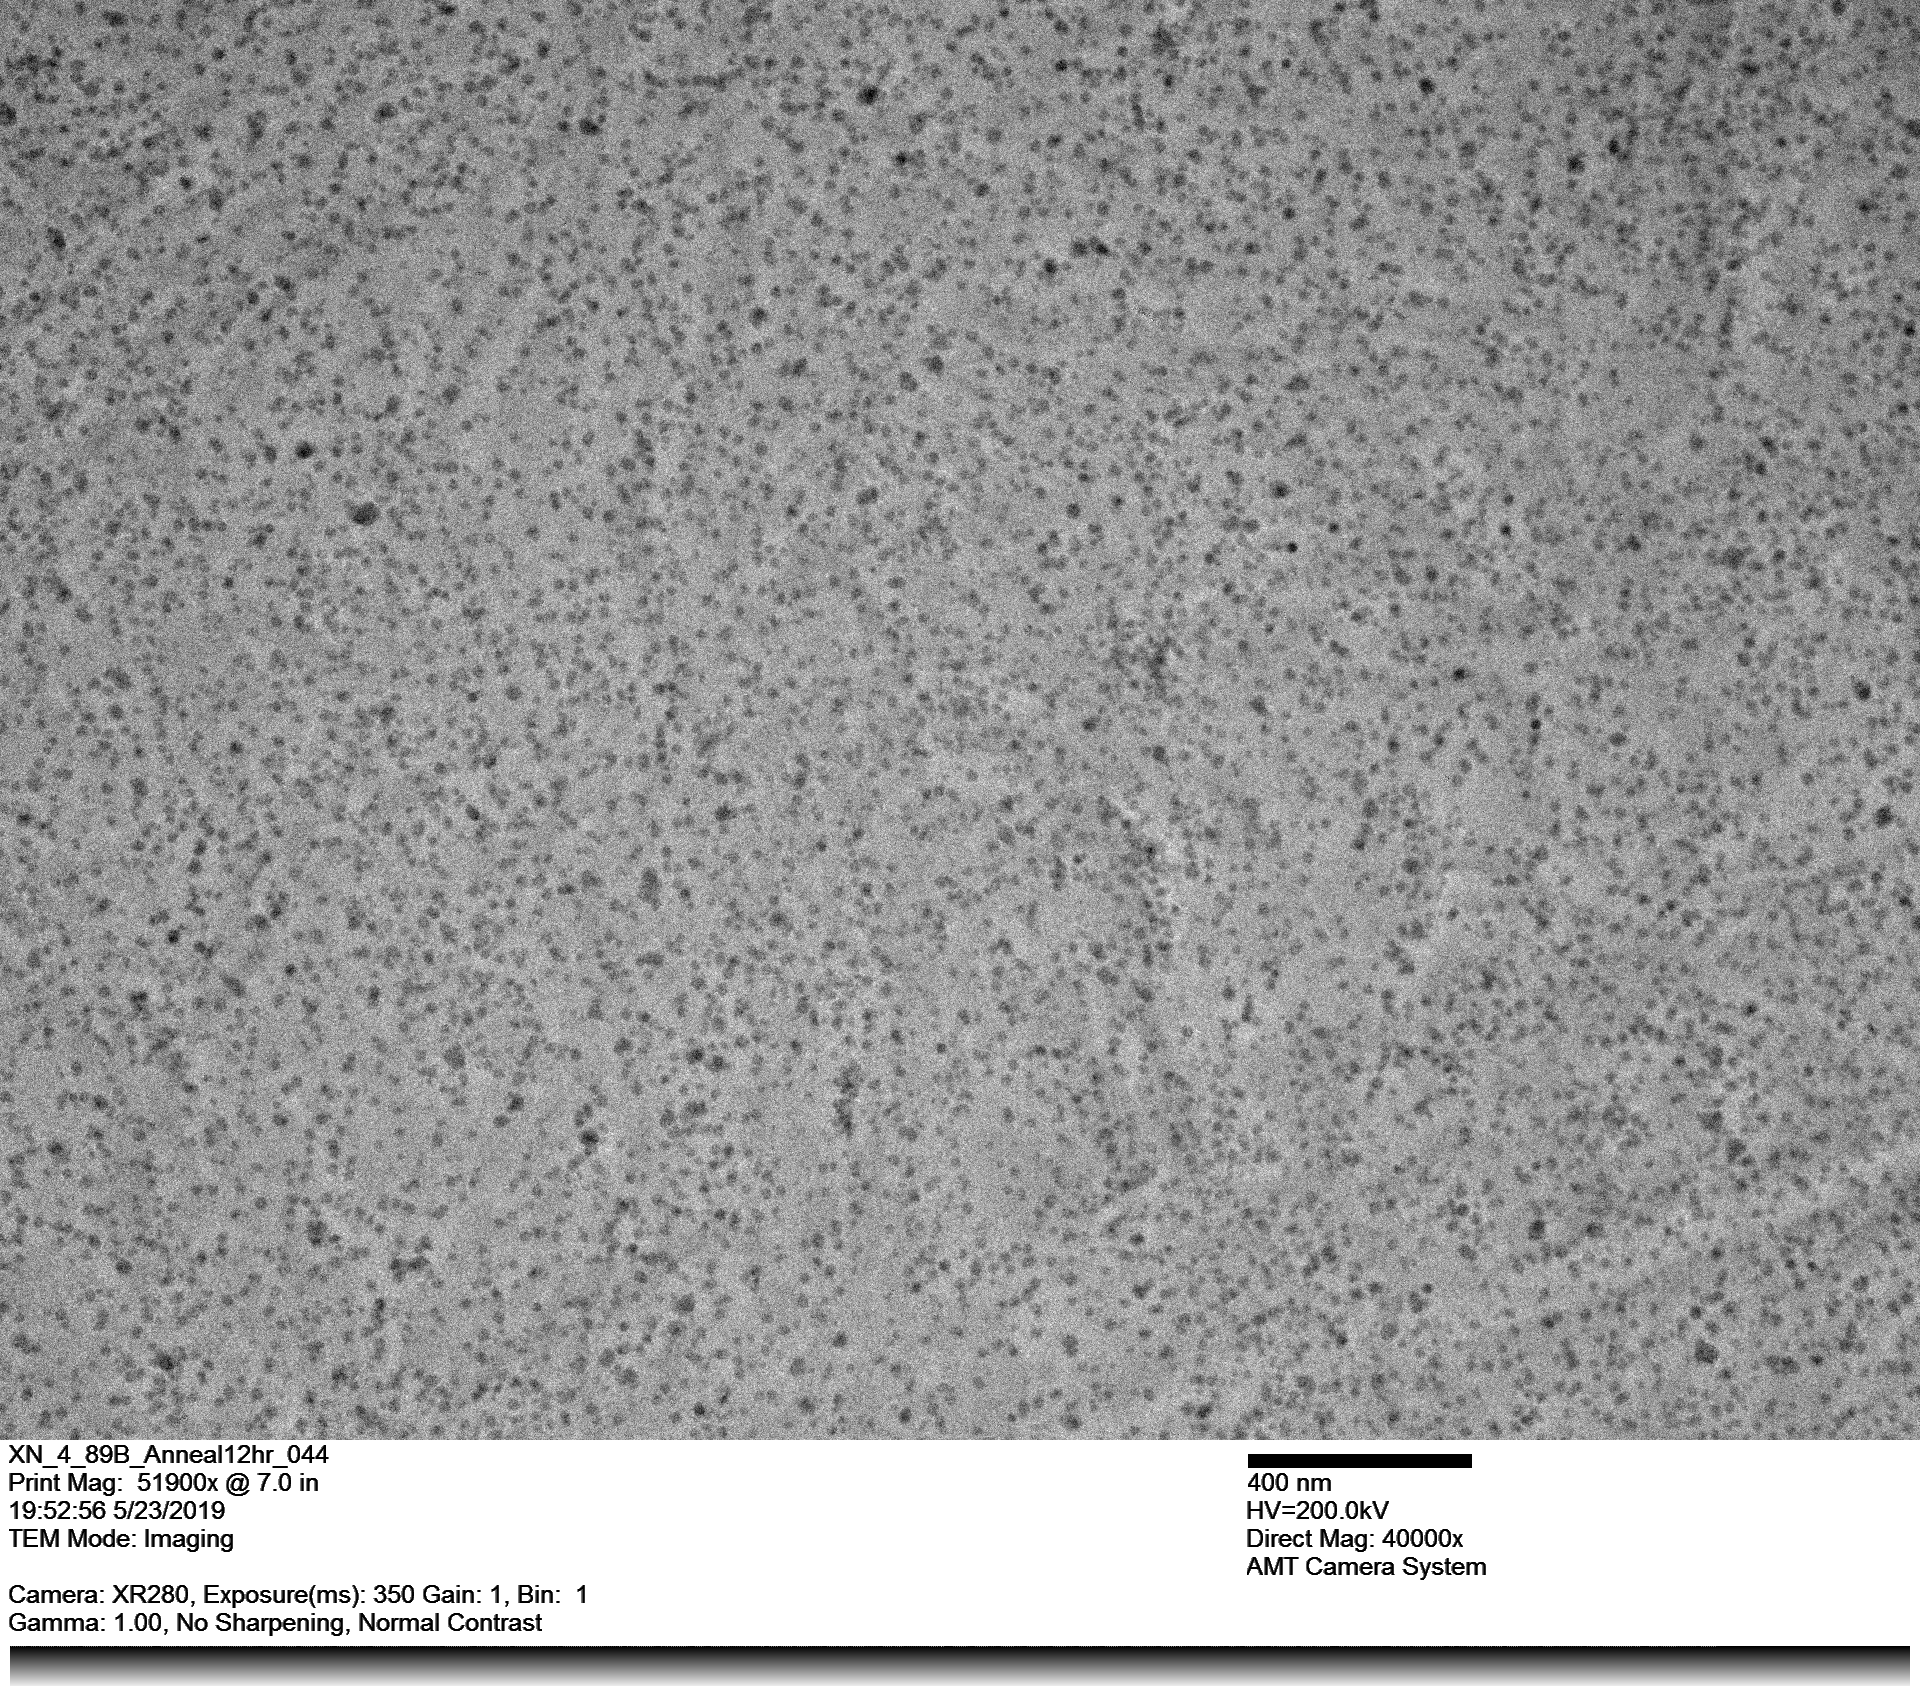 XN_4_89B_Anneal12hr_044
Print Mag: 51900x @ 7.0 in
19:52:56 5/23/2019
TEM Mode: Imaging
Camera: XR280, Exposure(ms): 350 Gain: 1, Bin: 1
Gamma: 1.00, No Sharpening, Normal Contrast
400 nm
HV=200.0kV
Direct Mag: 40000x
AMT Camera System